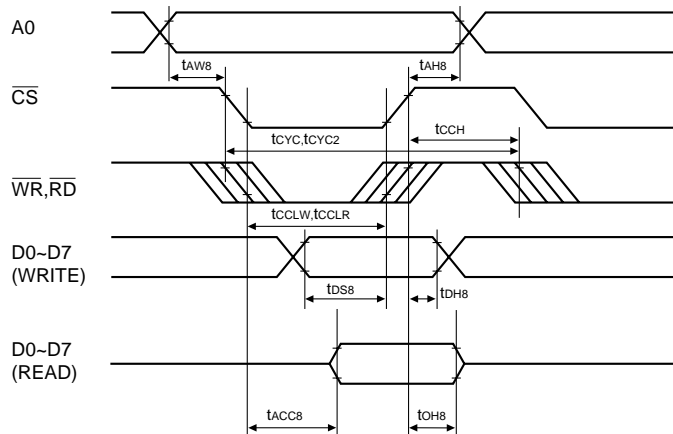 A0
tAW8
tAH8
CS
tCYC,tCYC2
tCCH
WR,RD
tCCLW,tCCLR
D0~D7
(WRITE)
tDS8
tDH8
D0~D7
(READ)
tACC8
tOH8